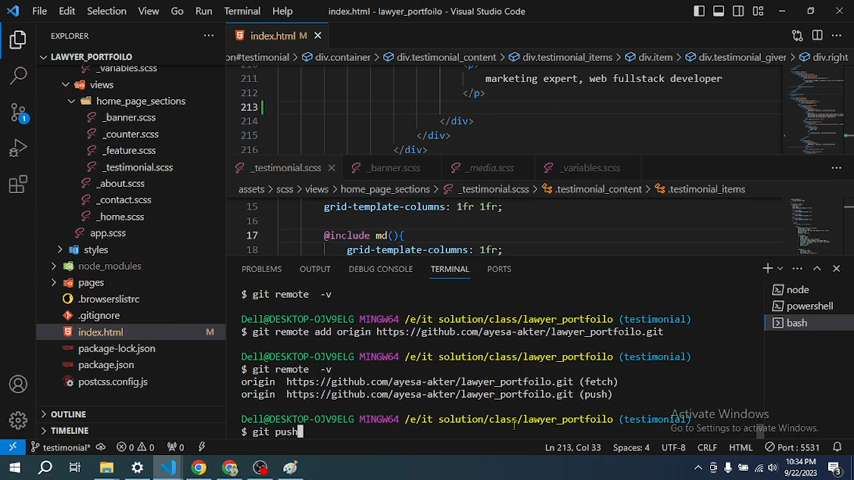 File Edit Selection View Go Run Terminal Help
index.html - lawyer_portfoilo - Visual Studio Code
EXPLORER
LAWYER_PORTFOILO
_variables.scss
views
home_page_sections
_banner.scss
_counter.scss
_feature.scss
_testimonial.scss
_about.scss
_contact.scss
_home.scss
app.scss
styles
node_modules
pages
.browserslistrc
.gitignore
index.html M
package-lock.json
package.json
postcss.config.js
OUTLINE
TIMELINE
index.html M
on#testimonial > div.container > div.testimonial_content > div.testimonial_items > div.item > div.testimonial_giver > div.right
<p>
211 marketing expert, web fullstack developer
212 </p>
213
214 </div>
215 </div>
</div>
_testimonial.scss _banner.scss _media.scss _variables.scss
assets > scss > views > home_page_sections > _testimonial.scss > .testimonial_content > .testimonial_items
15 grid-template-columns: 1fr 1fr;
16
17 @include md(){
18 grid-template-columns: 1fr;
PROBLEMS OUTPUT DEBUG CONSOLE TERMINAL PORTS
$ git remote -v
Dell@DESKTOP-OJV9ELG MINGW64 /e/it solution/class/lawyer_portfoilo (testimonial)
$ git remote add origin https://github.com/ayesa-akter/lawyer_portfoilo.git
Dell@DESKTOP-OJV9ELG MINGW64 /e/it solution/class/lawyer_portfoilo (testimonial)
$ git remote -v
origin https://github.com/ayesa-akter/lawyer_portfoilo.git (fetch)
origin https://github.com/ayesa-akter/lawyer_portfoilo.git (push)
Dell@DESKTOP-OJV9ELG MINGW64 /e/it solution/class/lawyer_portfoilo (testimonial)
$ git push
node
powershell
bash
Activate Windows
Go to Settings to activate Windows.
testimonial* 0 0 0 Ln 213, Col 33 Spaces: 4 UTF-8 CRLF HTML Port : 5531
10:34 PM
9/22/2023
3